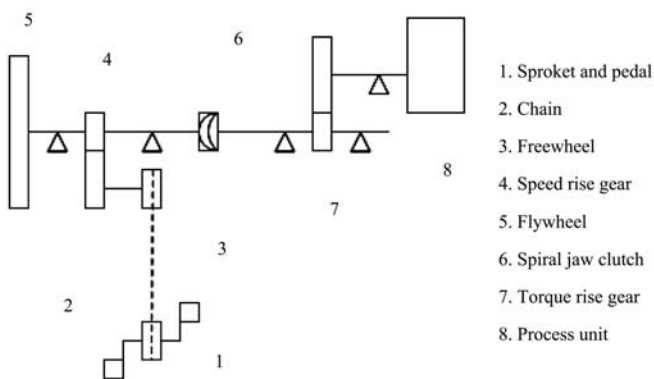 5
4
6
3
2
1
7
8
1. Sproket and pedal
2. Chain
3. Freewheel
4. Speed rise gear
5. Flywheel
6. Spiral jaw clutch
7. Torque rise gear
8. Process unit